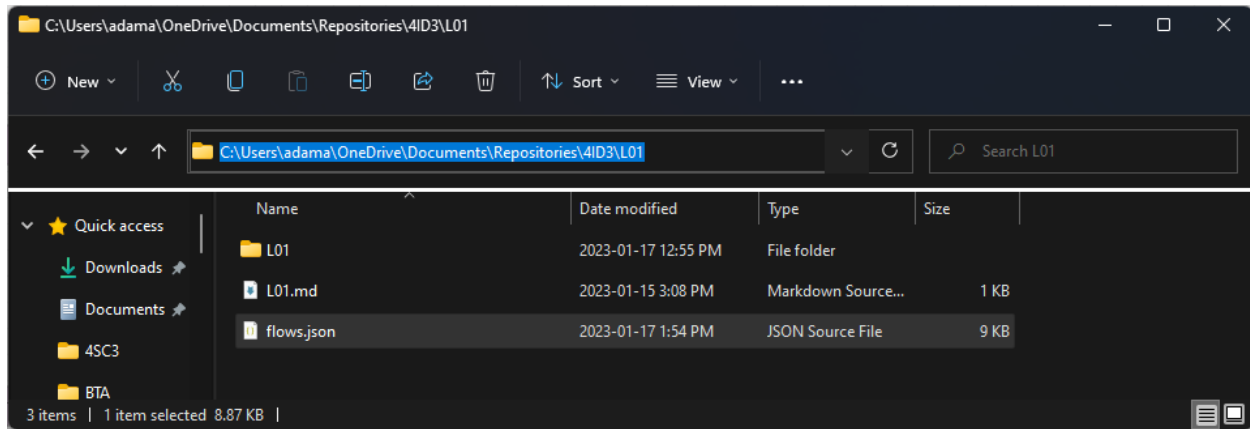 C:\Users\adama\OneDrive\Documents\Repositories\4ID3\L01
New Sort View
C:\Users\adama\OneDrive\Documents\Repositories\4ID3\L01 Search L01
Name Date modified Type Size
Quick access
L01 2023-01-17 12:55 PM File folder
Downloads
L01.md 2023-01-15 3:08 PM Markdown Source... 1 KB
Documents
flows.json 2023-01-17 1:54 PM JSON Source File 9 KB
4SC3
BTA
3 items | 1 item selected 8.87 KB |